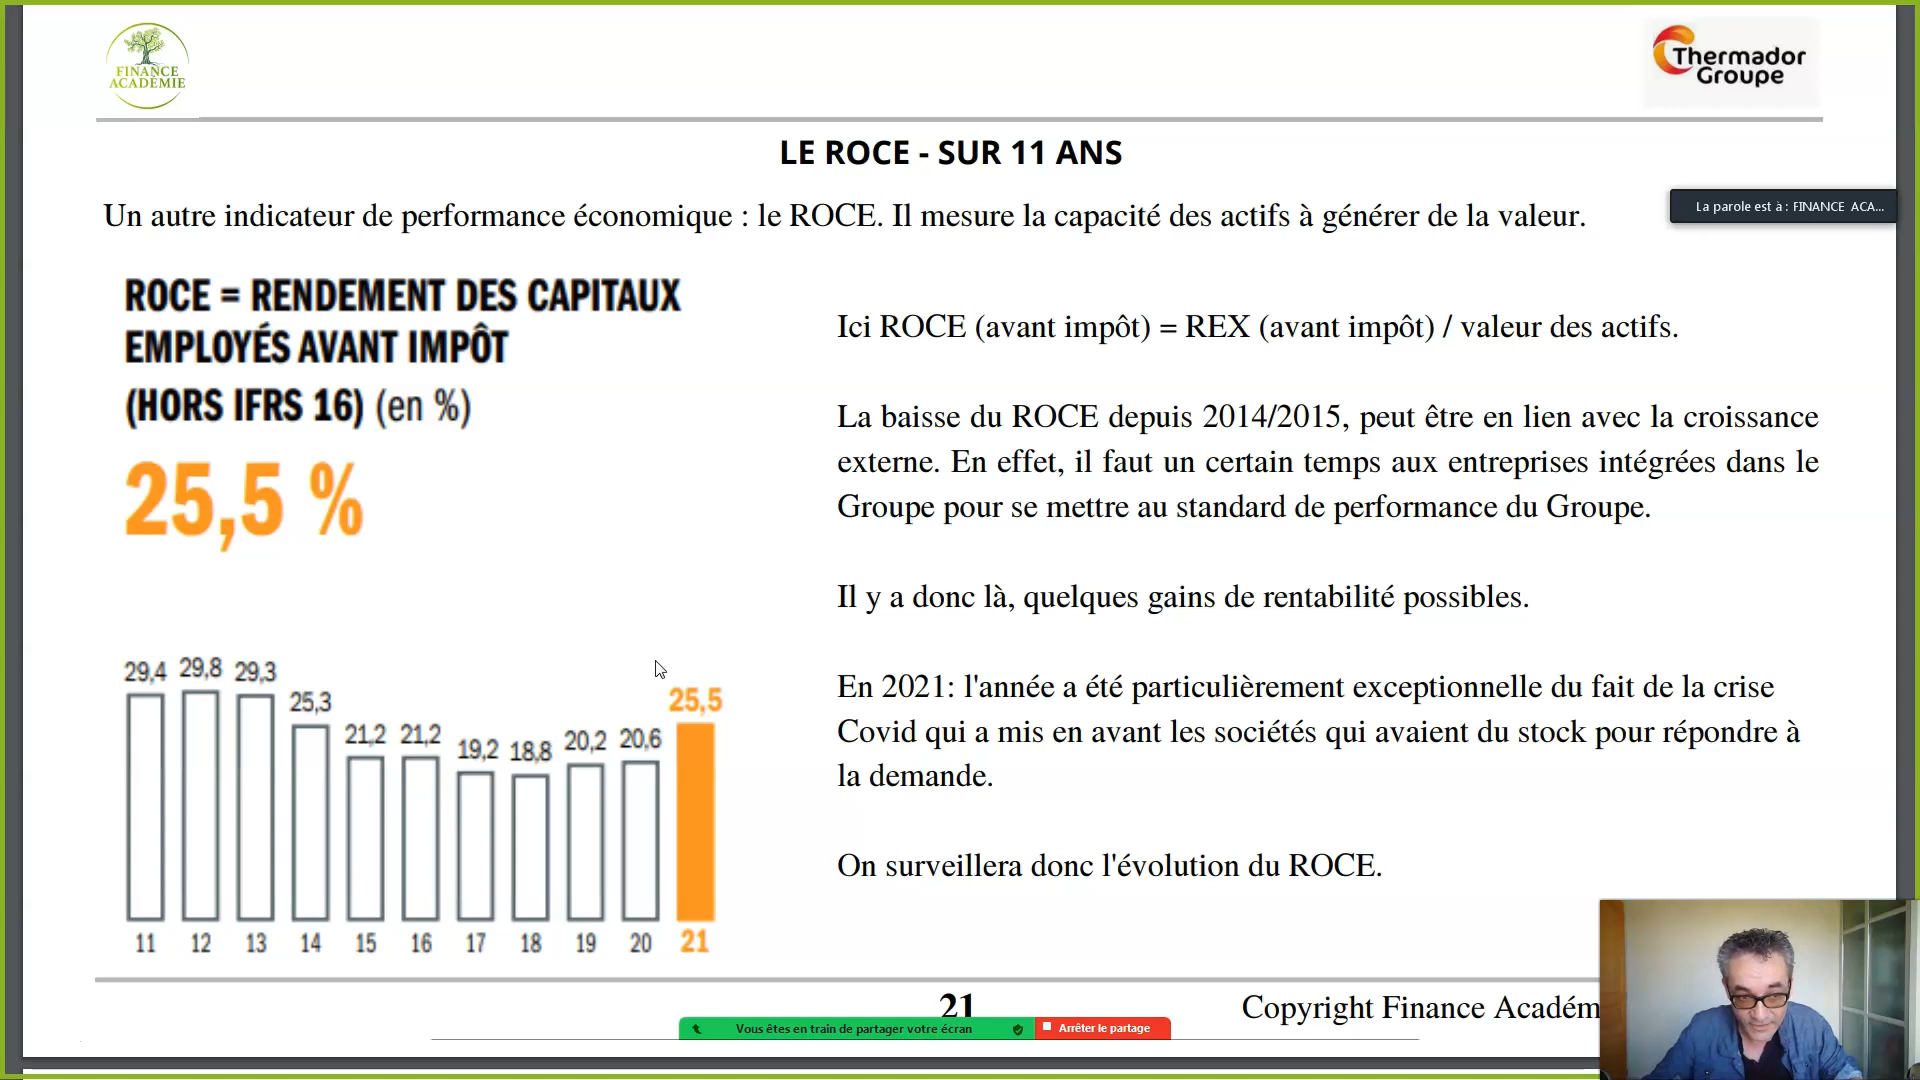 FINANCE
ACADÉMIE
Thermador
Groupe
LE ROCE - SUR 11 ANS
Un autre indicateur de performance économique : le ROCE. Il mesure la capacité des actifs à générer de la valeur.
La parole est à : FINANCE ACA...
ROCE = RENDEMENT DES CAPITAUX
EMPLOYÉS AVANT IMPÔT
(HORS IFRS 16) (en %)
25,5 %
29,4 29,8 29,3 25,3 21,2 21,2 19,2 18,8 20,2 20,6 25,5
11 12 13 14 15 16 17 18 19 20 21
Ici ROCE (avant impôt) = REX (avant impôt) / valeur des actifs.
La baisse du ROCE depuis 2014/2015, peut être en lien avec la croissance
externe. En effet, il faut un certain temps aux entreprises intégrées dans le
Groupe pour se mettre au standard de performance du Groupe.
Il y a donc là, quelques gains de rentabilité possibles.
En 2021: l'année a été particulièrement exceptionnelle du fait de la crise
Covid qui a mis en avant les sociétés qui avaient du stock pour répondre à
la demande.
On surveillera donc l'évolution du ROCE.
21
Copyright Finance Académ
Vous êtes en train de partager votre écran
Arrêter le partage